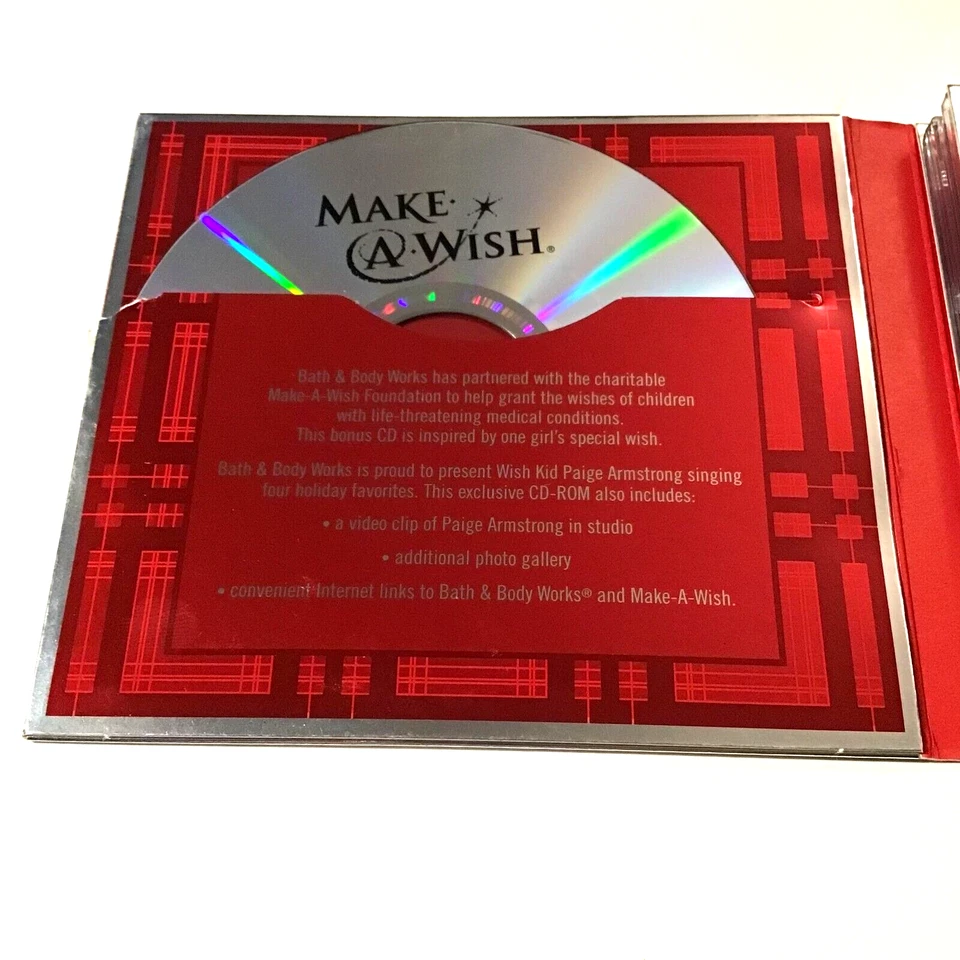 MAKE·
A·WISH®
Bath & Body Works has partnered with the charitable
Make-A-Wish Foundation to help grant the wishes of children
with life-threatening medical conditions.
This bonus CD is inspired by one girl's special wish.
Bath & Body Works is proud to present Wish Kid Paige Armstrong singing
four holiday favorites. This exclusive CD-ROM also includes:
• a video clip of Paige Armstrong in studio
• additional photo gallery
• convenient Internet links to Bath & Body Works® and Make-A-Wish.